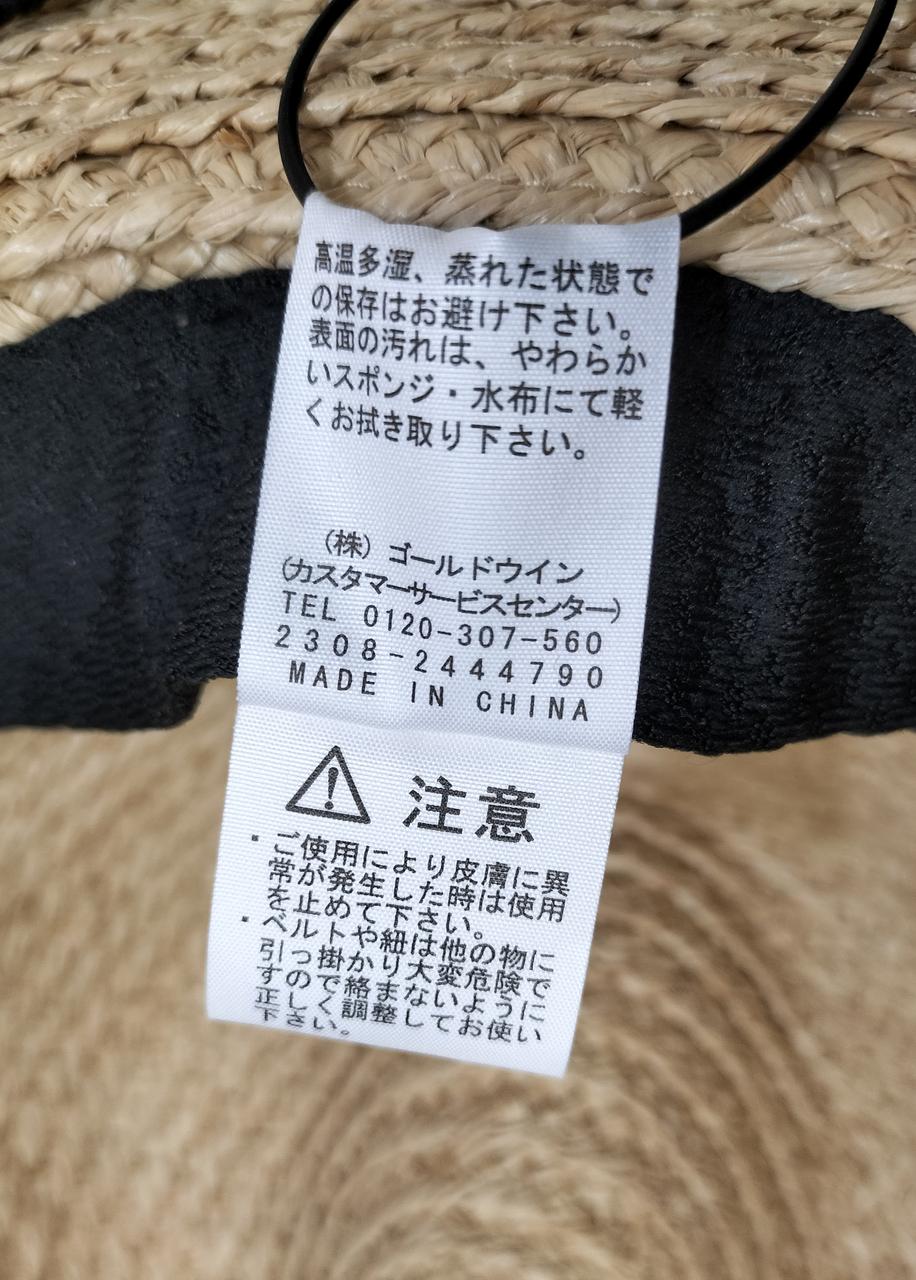 高温多湿、蒸れた状態で
の保存はお避け下さい。
表面の汚れは、やわらか
いスポンジ・水布にて軽
くお拭き取り下さい。
(株)ゴールドウイン
(カスタマーサービスセンター)
TEL 0120-307-560
2308-2444790
MADE IN CHINA
注意
・ご使用により皮膚に異
常が発生した時は使用
を止めて下さい。
・ベルトや紐は他の物に
引っ掛かり大変危険で
すので絡まないように
正しく調整してお使い
下さい。